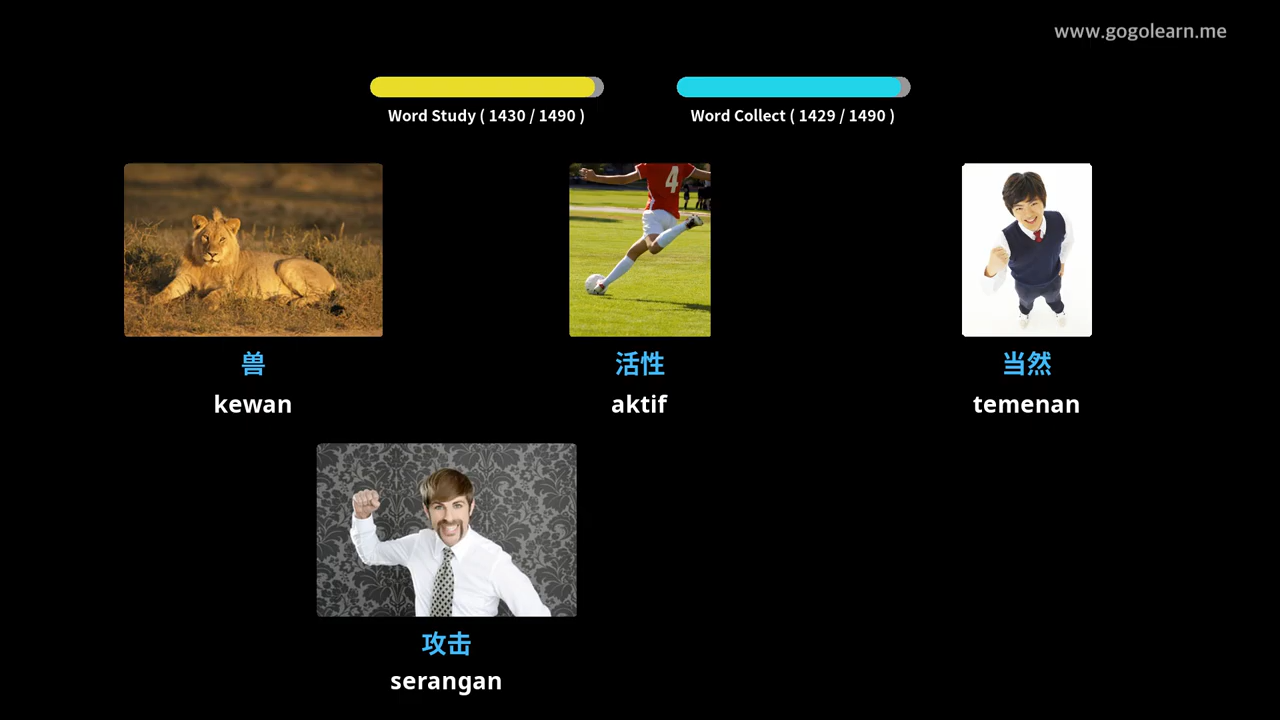 www.gogolearn.me
Word Study ( 1430 / 1490 )
Word Collect ( 1429 / 1490 )
4
兽
kewan
活性
aktif
当然
temenan
攻击
serangan